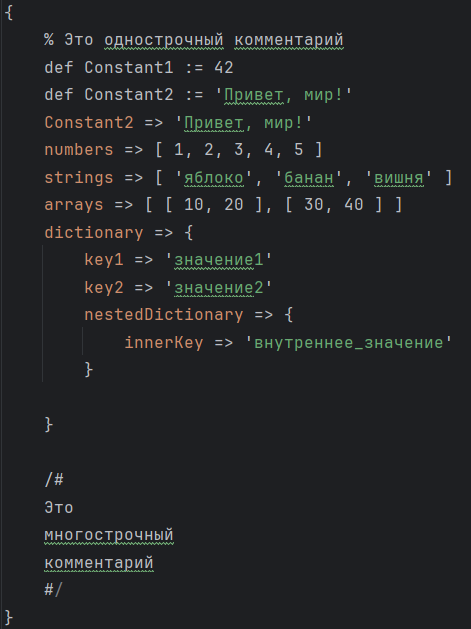 {
    % Это однострочный комментарий
    def Constant1 := 42
    def Constant2 := 'Привет, мир!'
    Constant2 => 'Привет, мир!'
    numbers => [ 1, 2, 3, 4, 5 ]
    strings => [ 'яблоко', 'банан', 'вишня' ]
    arrays => [ [ 10, 20 ], [ 30, 40 ] ]
    dictionary => {
        key1 => 'значение1'
        key2 => 'значение2'
        nestedDictionary => {
            innerKey => 'внутреннее_значение'
        }

    }

    /#
    Это
    многострочный
    комментарий
    #/
}